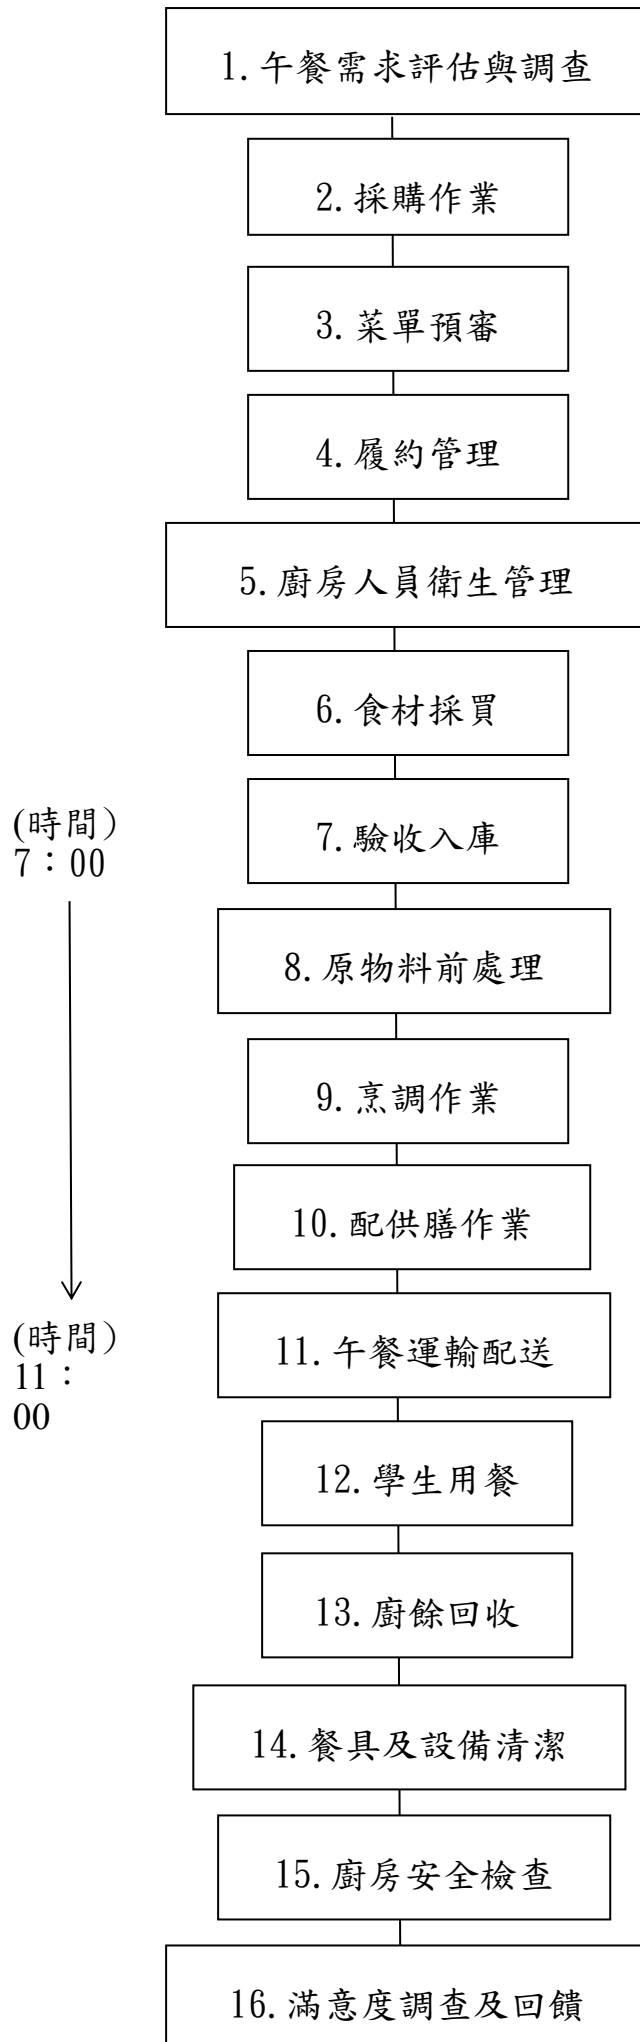 1.午餐需求評估與調查
2.採購作業
3.菜單預審
4.履約管理
5.廚房人員衛生管理
6.食材採買
(時間)
7：00
7.驗收入庫
8.原物料前處理
9.烹調作業
10.配供膳作業
(時間)
11：
00
11.午餐運輸配送
12.學生用餐
13.廚餘回收
14.餐具及設備清潔
15.廚房安全檢查
16.滿意度調查及回饋